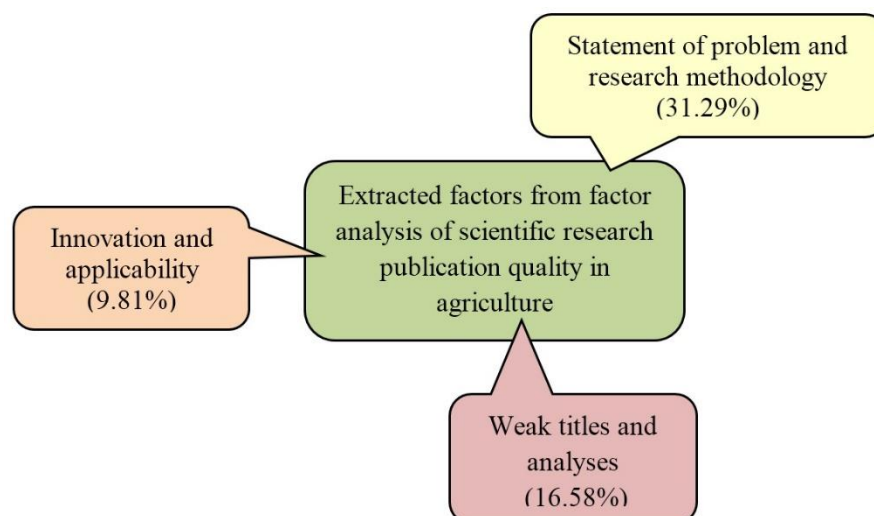 Statement of problem and
research methodology
(31.29%)
Extracted factors from factor
analysis of scientific research
publication quality in
agriculture
Innovation and
applicability
(9.81%)
Weak titles and
analyses
(16.58%)